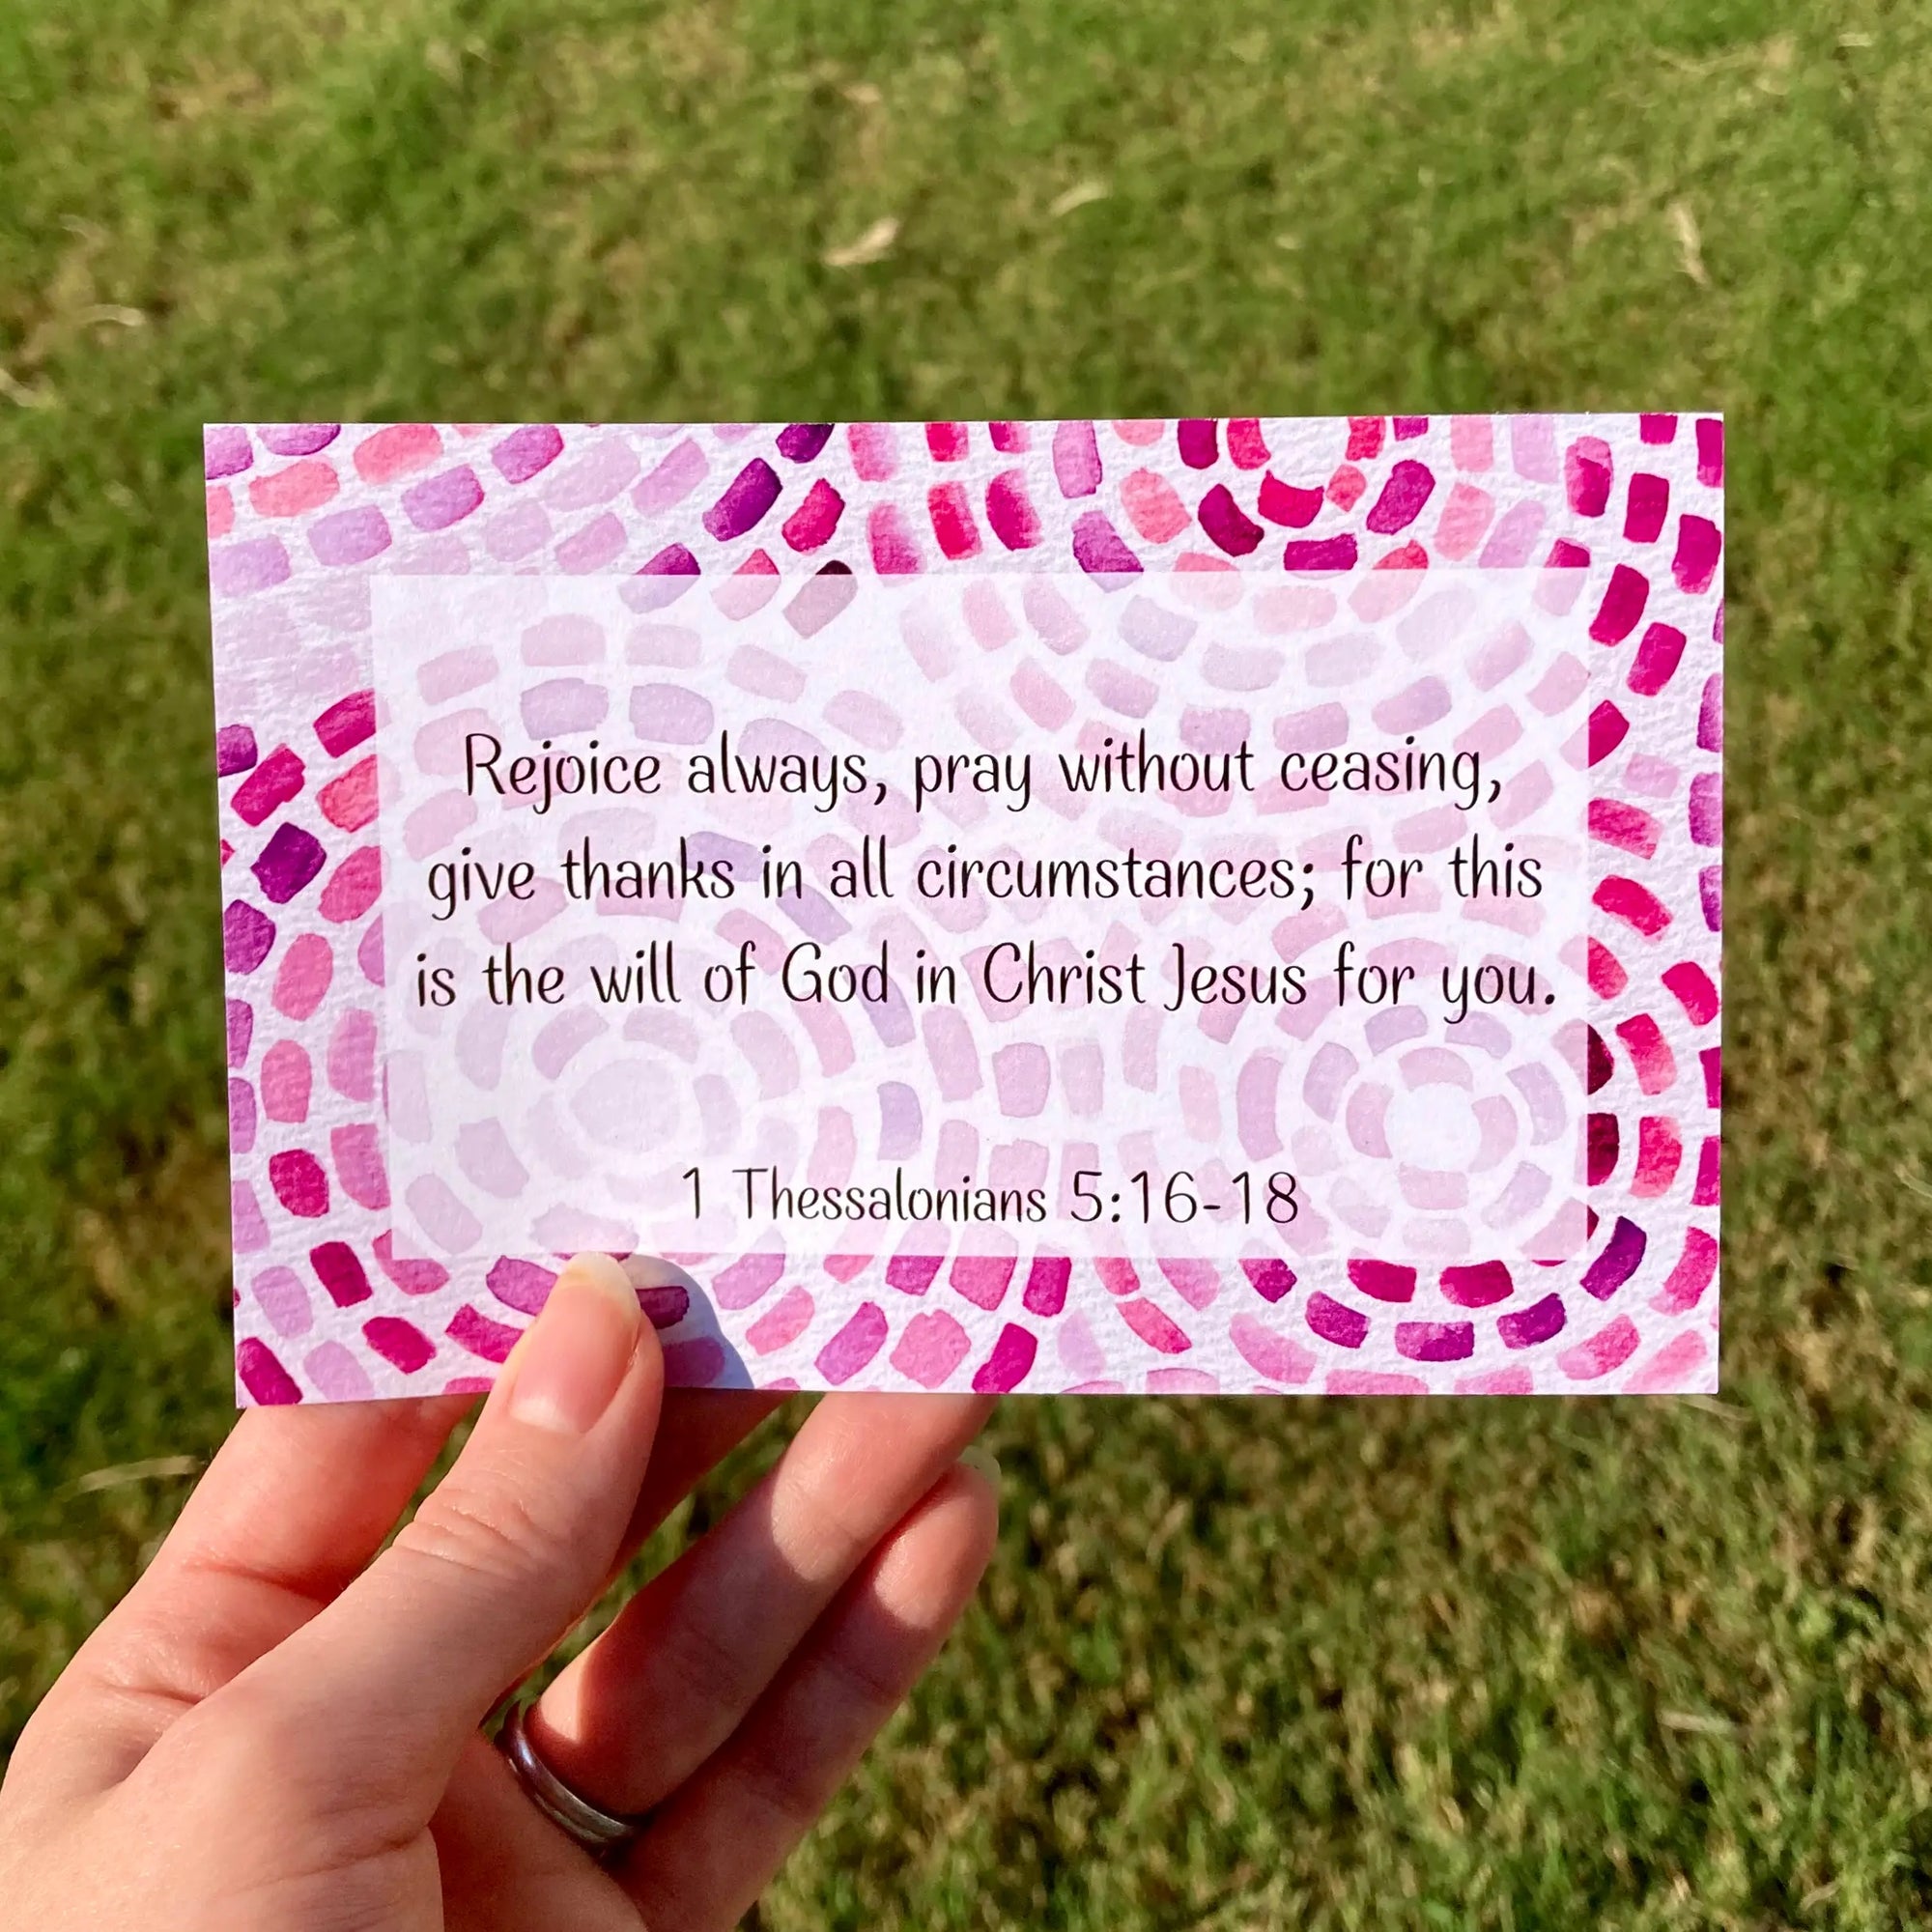 Rejoice always, pray without ceasing,
give thanks in all circumstances; for this
is the will of God in Christ Jesus for you.
1 Thessalonians 5:16-18